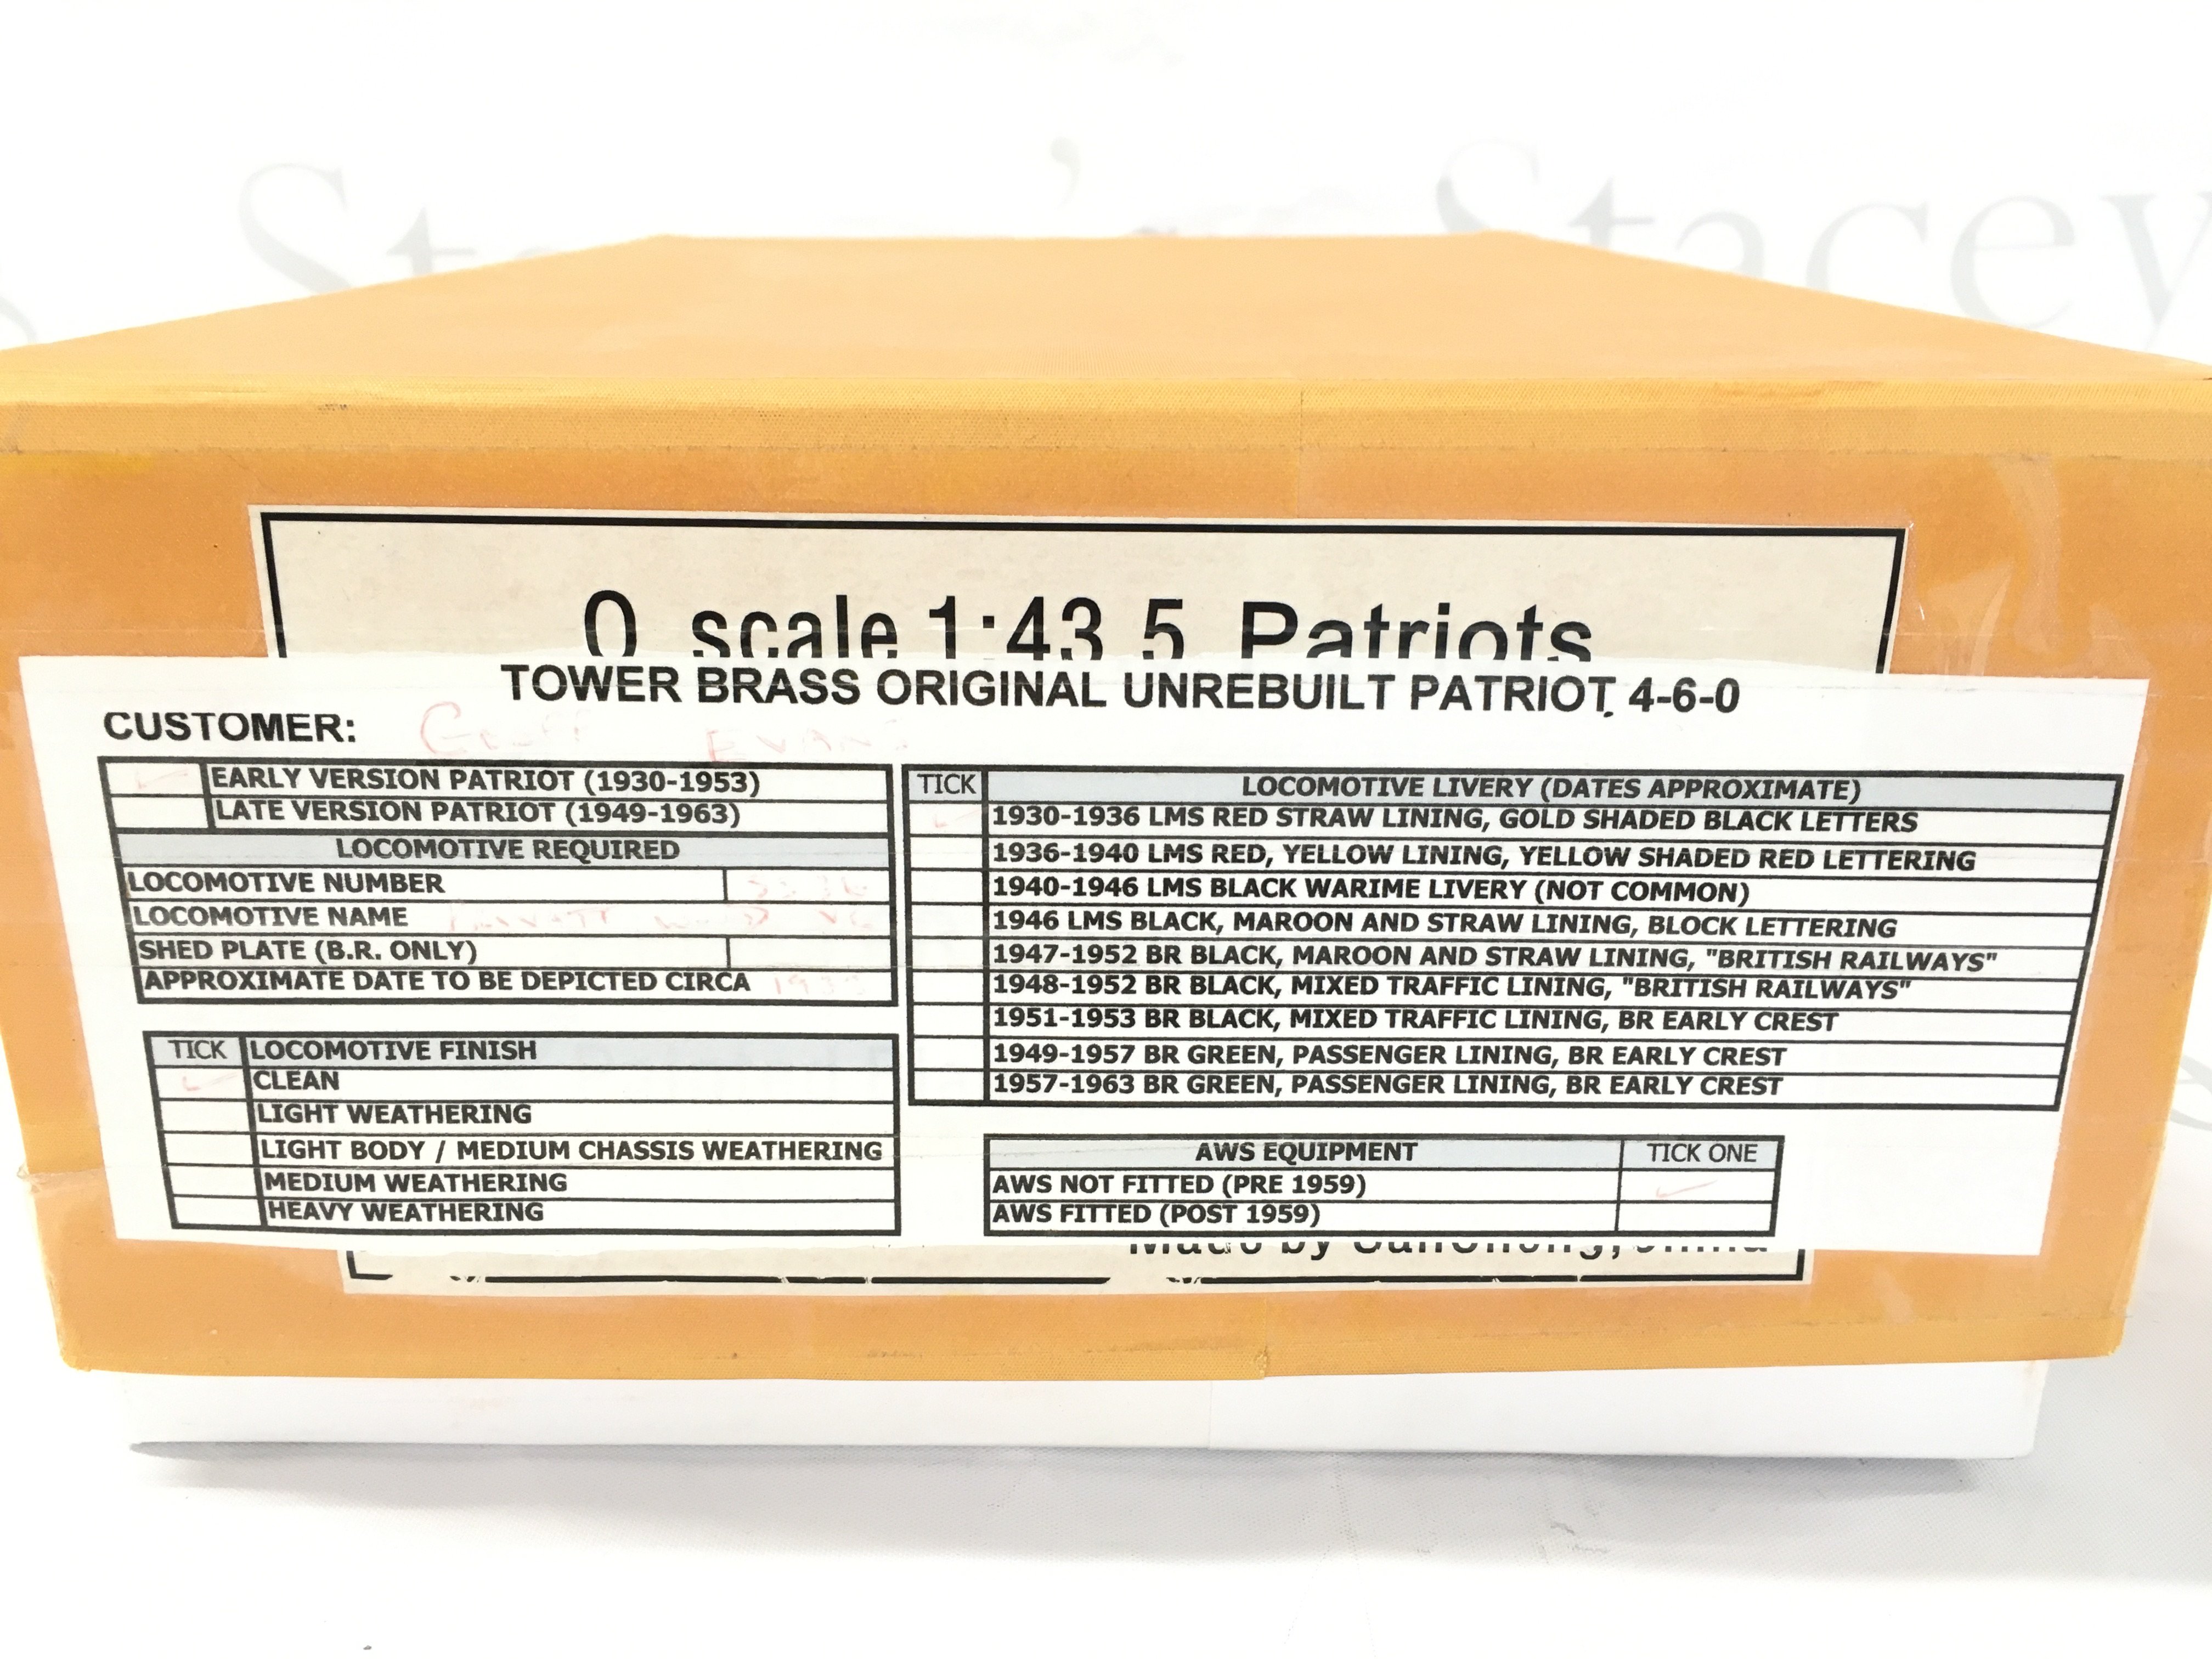 Stacey
O scale 1:43.5 Patriots
TOWER BRASS ORIGINAL UNREBUILT PATRIOT 4-6-0
CUSTOMER: Evans
EARLY VERSION PATRIOT (1930-1953)
LATE VERSION PATRIOT (1949-1963)
LOCOMOTIVE REQUIRED
LOCOMOTIVE NUMBER
LOCOMOTIVE NAME
SHED PLATE (B.R. ONLY)
APPROXIMATE DATE TO BE DEPICTED CIRCA
TICK LOCOMOTIVE FINISH
✓ CLEAN
LIGHT WEATHERING
LIGHT BODY / MEDIUM CHASSIS WEATHERING
MEDIUM WEATHERING
HEAVY WEATHERING
TICK LOCOMOTIVE LIVERY (DATES APPROXIMATE)
1930-1936 LMS RED STRAW LINING, GOLD SHADED BLACK LETTERS
1936-1940 LMS RED, YELLOW LINING, YELLOW SHADED RED LETTERING
1940-1946 LMS BLACK WARIME LIVERY (NOT COMMON)
1946 LMS BLACK, MAROON AND STRAW LINING, BLOCK LETTERING
1947-1952 BR BLACK, MAROON AND STRAW LINING, "BRITISH RAILWAYS"
1948-1952 BR BLACK, MIXED TRAFFIC LINING, "BRITISH RAILWAYS"
1951-1953 BR BLACK, MIXED TRAFFIC LINING, BR EARLY CREST
1949-1957 BR GREEN, PASSENGER LINING, BR EARLY CREST
1957-1963 BR GREEN, PASSENGER LINING, BR EARLY CREST
AWS EQUIPMENT TICK ONE
AWS NOT FITTED (PRE 1959) ✓
AWS FITTED (POST 1959)
Made by